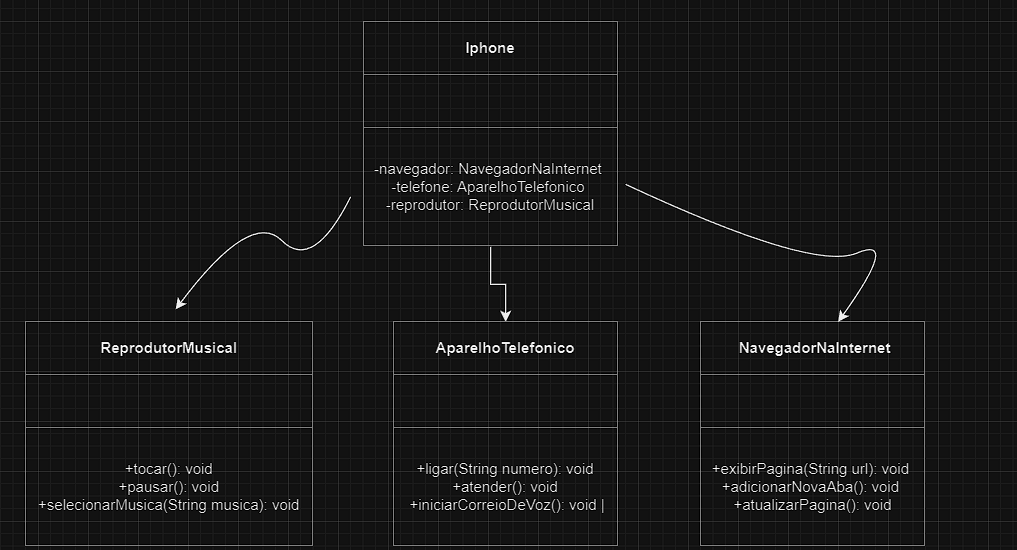 Iphone
-navegador: NavegadorNaInternet
-telefone: AparelhoTelefonico
-reprodutor: ReprodutorMusical
ReprodutorMusical
+tocar(): void
+pausar(): void
+selecionarMusica(String musica): void
AparelhoTelefonico
+ligar(String numero): void
+atender(): void
+iniciarCorreioDeVoz(): void |
NavegadorNaInternet
+exibirPagina(String url): void
+adicionarNovaAba(): void
+atualizarPagina(): void